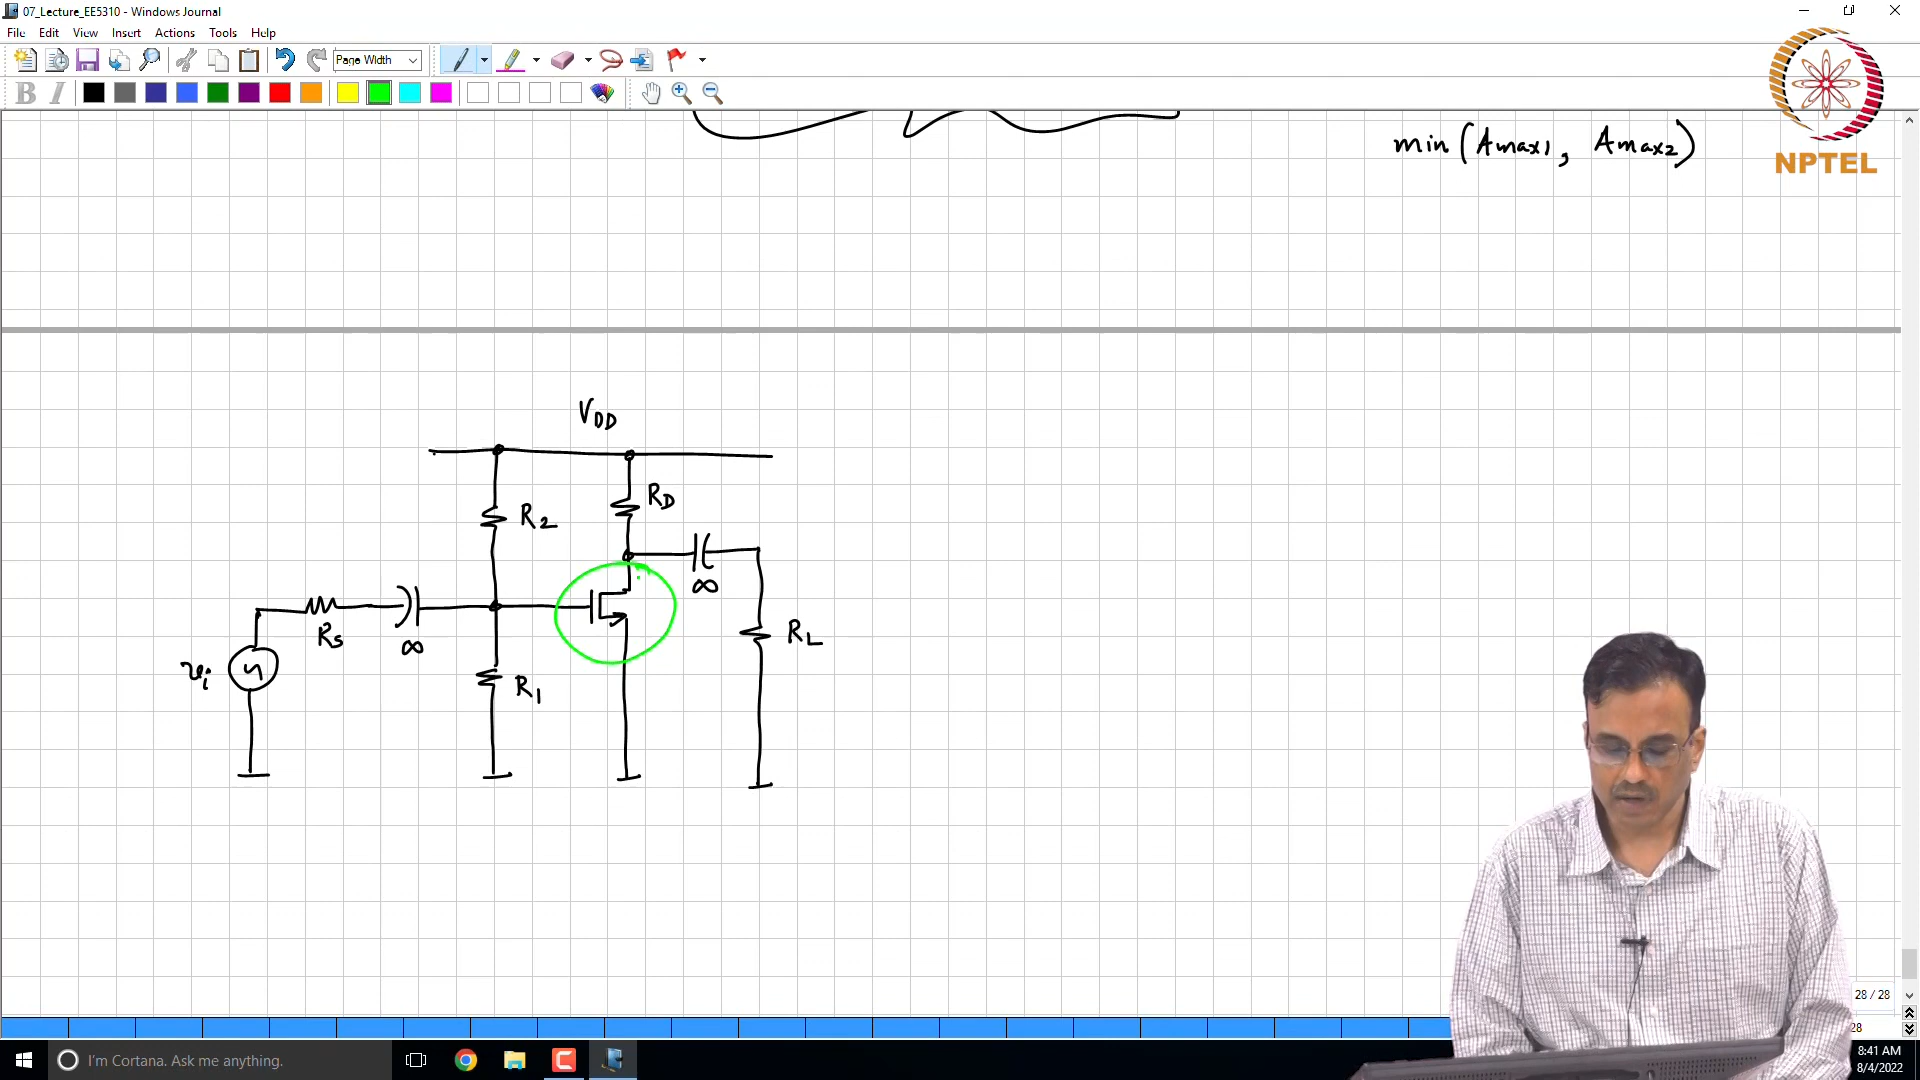 07_Lecture_EE5310 - Windows Journal
File Edit View Insert Actions Tools Help
Page Width
B I
min (Amax1, Amax2)
NPTEL
VDD
R2
RD
∞
Rs
∞
RL
vi
R1
28 / 28
28
I'm Cortana. Ask me anything.
8:41 AM
8/4/2022